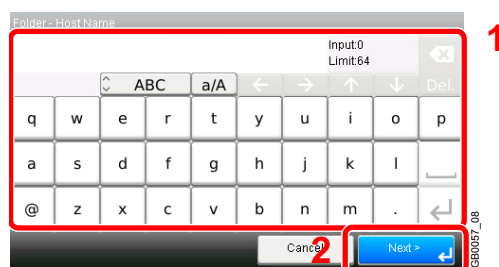 Folder - Host Name
1
Input:0
Limit:64
ABC a/A Del.
q w e r t y u i o p
a s d f g h j k l
@ z x c v b n m .
Cancel 2 Next >
GB0057_08